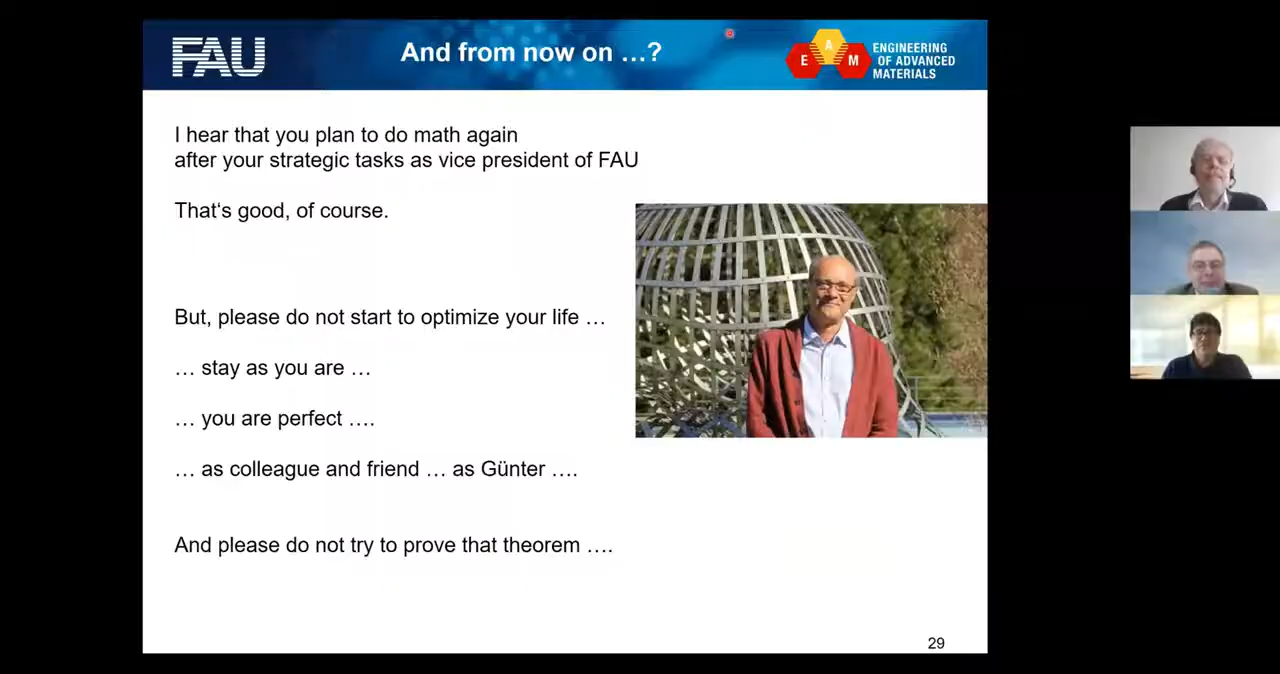 FAU
And from now on …?
E A M
ENGINEERING
OF ADVANCED
MATERIALS
I hear that you plan to do math again
after your strategic tasks as vice president of FAU
That‘s good, of course.
But, please do not start to optimize your life …
… stay as you are …
… you are perfect ….
… as colleague and friend … as Günter ….
And please do not try to prove that theorem ….
29